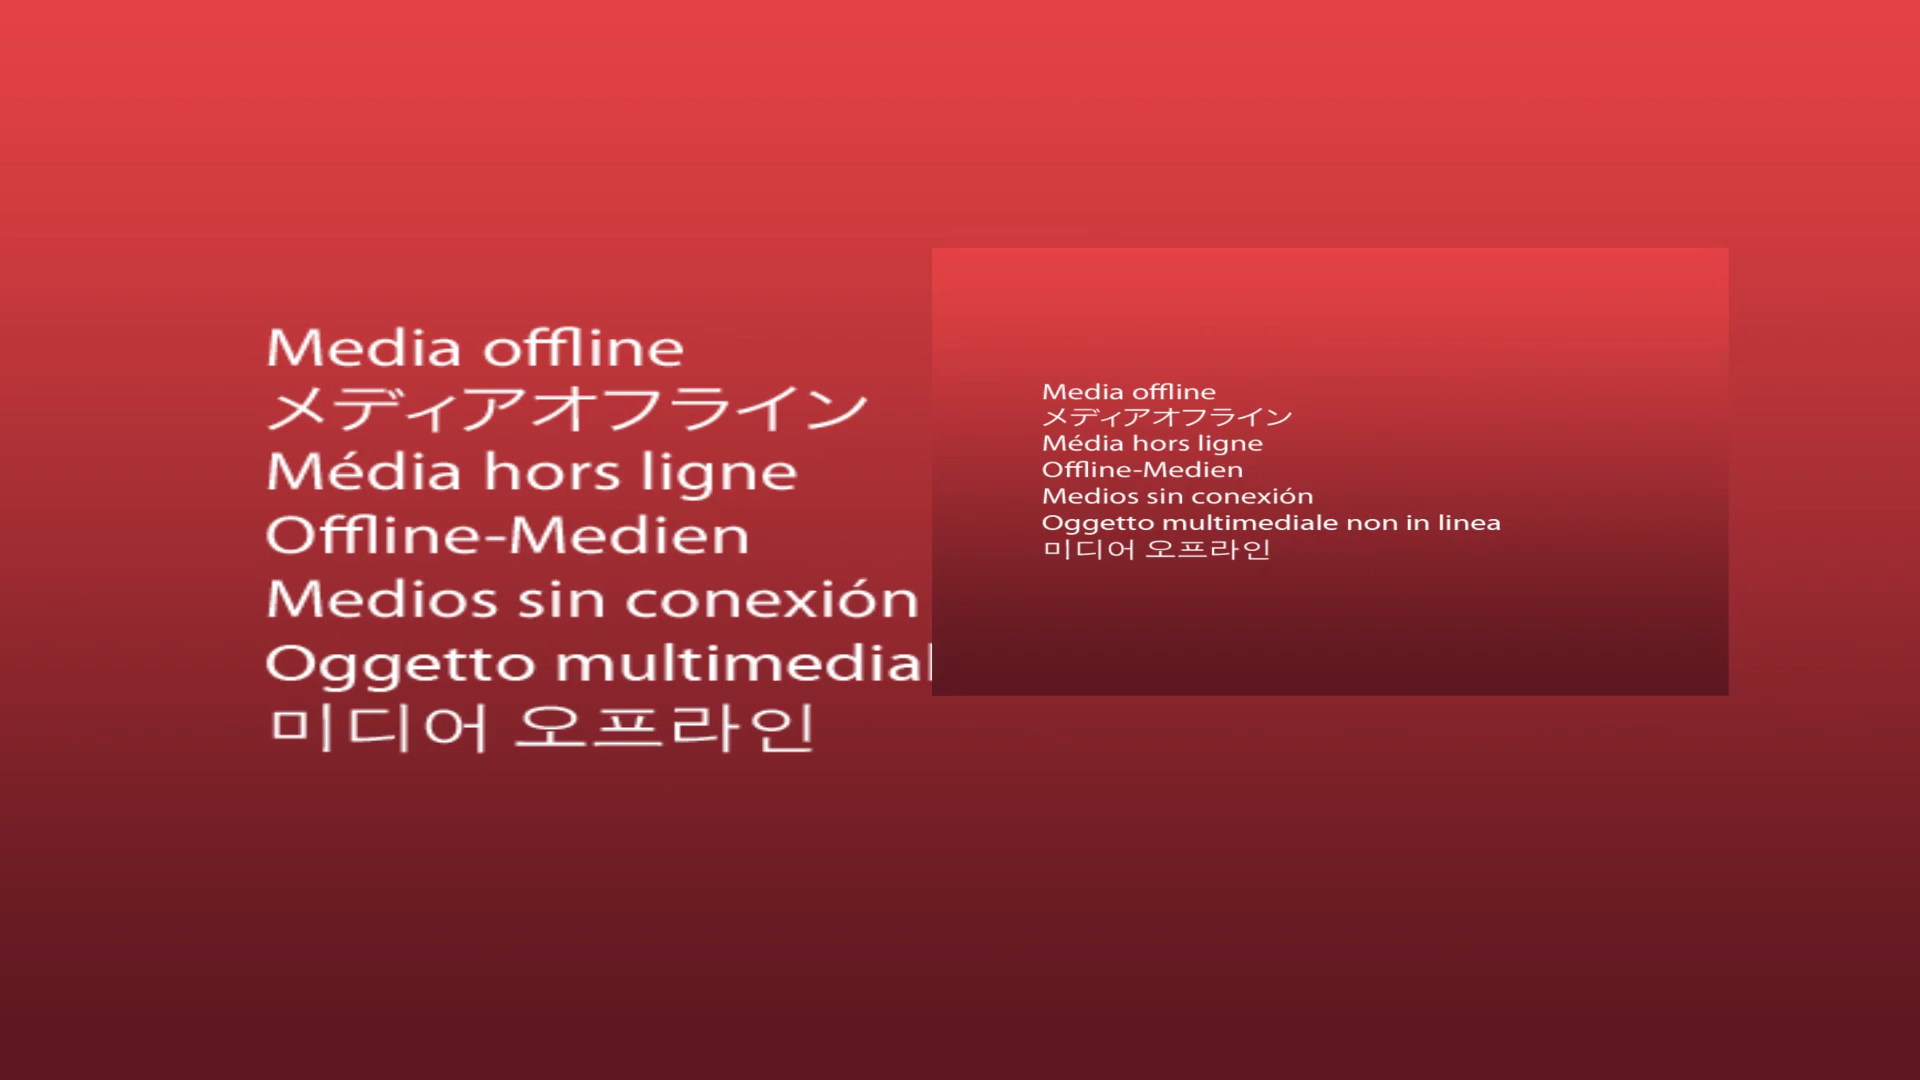 Media offline
メディアオフライン
Média hors ligne
Offline-Medien
Medios sin conexión
Oggetto multimedial
미디어 오프라인
Media offline
メディアオフライン
Média hors ligne
Offline-Medien
Medios sin conexión
Oggetto multimediale non in linea
미디어 오프라인